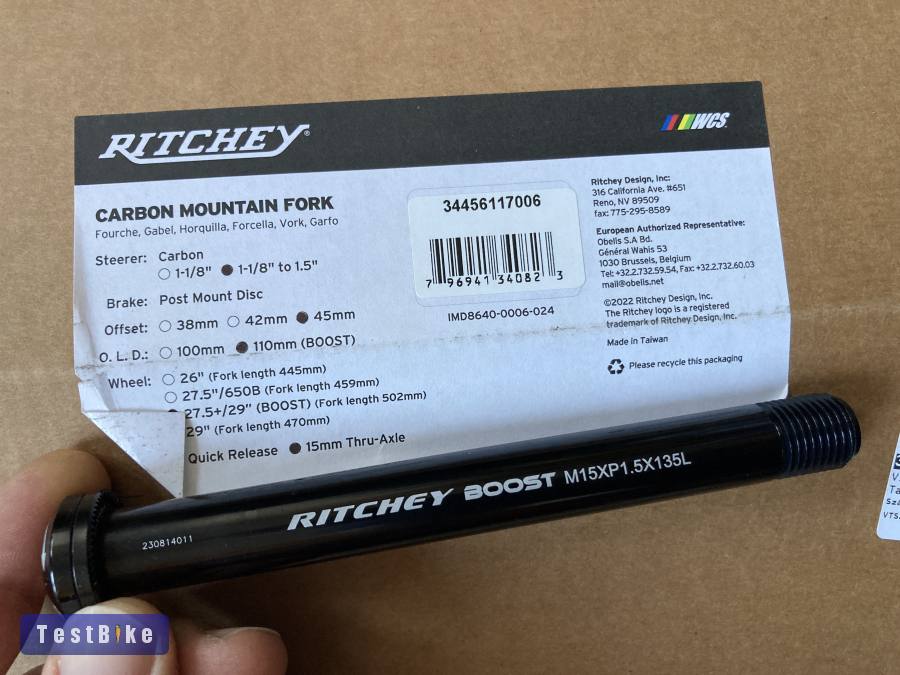 RITCHEY®
WCS
CARBON MOUNTAIN FORK
Fourche, Gabel, Horquilla, Forcella, Vork, Garfo
Steerer: Carbon
1-1/8" 1-1/8" to 1.5"
Brake: Post Mount Disc
Offset: 38mm 42mm 45mm
O. L. D.: 100mm 110mm (BOOST)
Wheel: 26" (Fork length 445mm)
27.5"/650B (Fork length 459mm)
27.5+/29" (BOOST) (Fork length 502mm)
29" (Fork length 470mm)
Quick Release 15mm Thru-Axle
34456117006
7 96941 34082 3
IMD8640-0006-024
Ritchey Design, Inc:
316 California Ave. #651
Reno, NV 89509
fax: 775-295-8589
European Authorized Representative:
Obelis S.A Bd.
Général Wahis 53
1030 Brussels, Belgium
Tel: +32.2.732.59.54, Fax: +32.2.732.60.03
mail@obelis.net
©2022 Ritchey Design, Inc.
The Ritchey logo is a registered
trademark of Ritchey Design, Inc.
Made in Taiwan
Please recycle this packaging
RITCHEY BOOST M15XP1.5X135L
230814011
TestBike